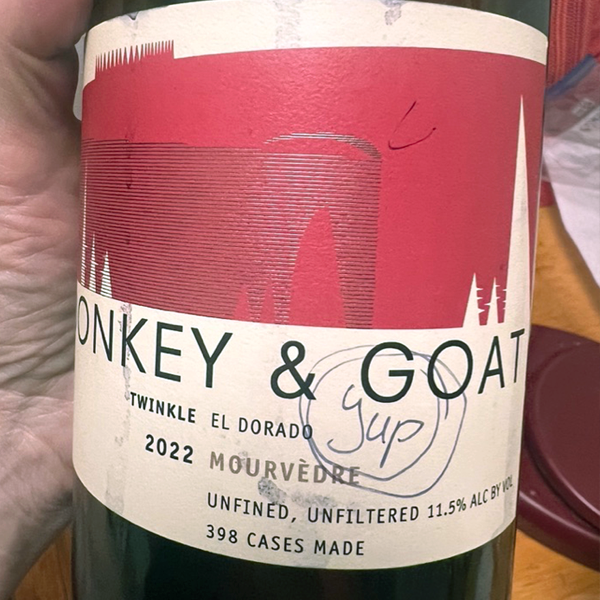 ONKEY & GOAT
TWINKLE EL DORADO
yup
2022 MOURVÈDRE
UNFINED, UNFILTERED 11.5% ALC BY VOL
398 CASES MADE